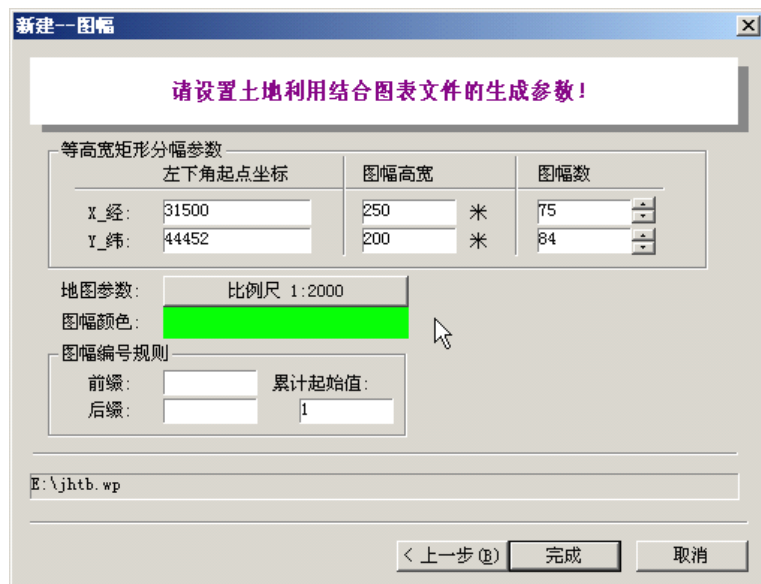 新建--图幅
请设置土地利用结合图表文件的生成参数!
等高宽矩形分幅参数
左下角起点坐标 图幅高宽 图幅数
X_经: 31500 250 米 75
Y_纬: 44452 200 米 84
地图参数: 比例尺 1:2000
图幅颜色:
图幅编号规则
前缀: 累计起始值:
后缀: 1
E:\jhtb.wp
< 上一步(B) 完成 取消